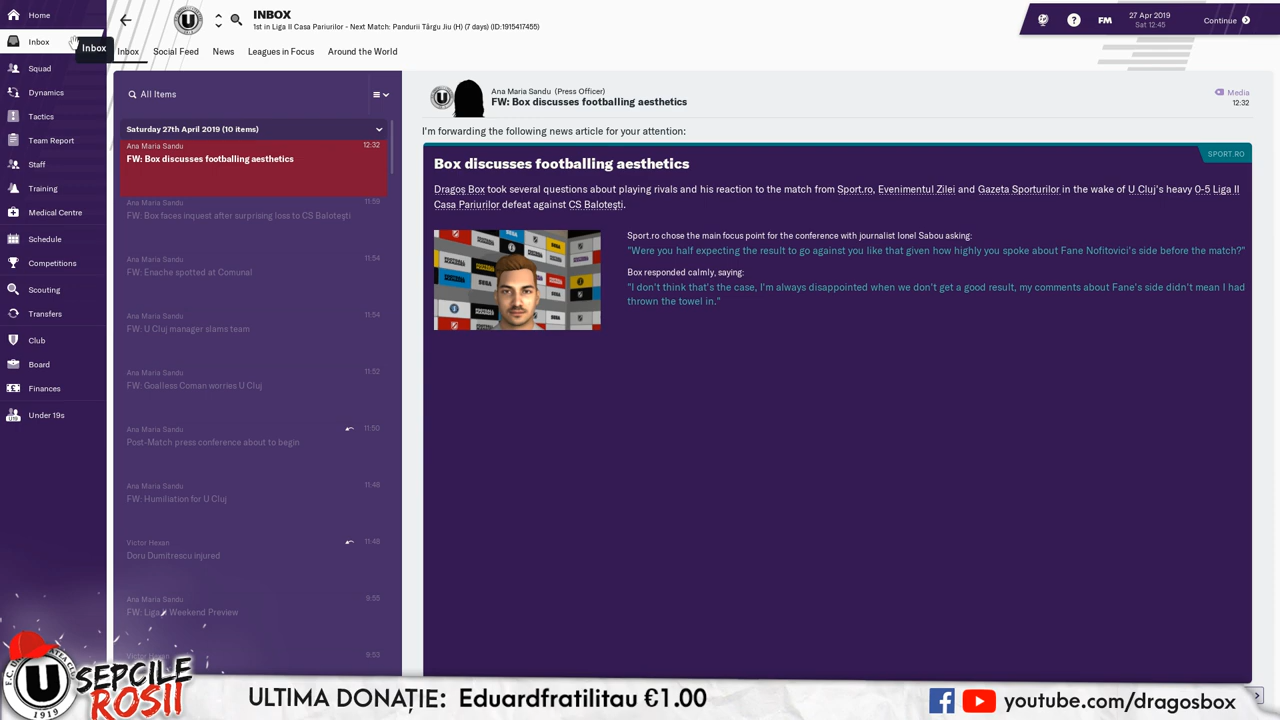 Home
Inbox
Inbox
Squad
Dynamics
Tactics
Team Report
Staff
Training
Medical Centre
Schedule
Competitions
Scouting
Transfers
Club
Board
Finances
Under 19s
INBOX
1st in Liga II Casa Pariurilor - Next Match: Pandurii Târgu Jiu (H) (7 days) (ID:1915417455)
FM
27 Apr 2019
Sat 12:45
Continue
Inbox Social Feed News Leagues in Focus Around the World
All Items
Saturday 27th April 2019 (10 items)
Ana Maria Sandu 12:32
FW: Box discusses footballing aesthetics
Ana Maria Sandu 11:59
FW: Box faces inquest after surprising loss to CS Balotești
Ana Maria Sandu 11:54
FW: Enache spotted at Comunal
Ana Maria Sandu 11:54
FW: U Cluj manager slams team
Ana Maria Sandu 11:52
FW: Goalless Coman worries U Cluj
Ana Maria Sandu 11:50
Post-Match press conference about to begin
Ana Maria Sandu 11:48
FW: Humiliation for U Cluj
Victor Hexan 11:48
Doru Dumitrescu injured
Ana Maria Sandu 9:55
FW: Liga II Weekend Preview
Victor Hexan 9:53
Ana Maria Sandu (Press Officer)
FW: Box discusses footballing aesthetics
Media
12:32
I'm forwarding the following news article for your attention:
Box discusses footballing aesthetics
SPORT.RO
Dragoș Box took several questions about playing rivals and his reaction to the match from Sport.ro, Evenimentul Zilei and Gazeta Sporturilor in the wake of U Cluj's heavy 0-5 Liga II
Casa Pariurilor defeat against CS Balotești.
Sport.ro chose the main focus point for the conference with journalist Ionel Sabou asking:
"Were you half expecting the result to go against you like that given how highly you spoke about Fane Nofitovici's side before the match?"
Box responded calmly, saying:
"I don't think that's the case, I'm always disappointed when we don't get a good result, my comments about Fane's side didn't mean I had
thrown the towel in."
U
1919
SEPCILE
ROSII
ULTIMA DONAȚIE: Eduardfratilitau €1.00
youtube.com/dragosbox